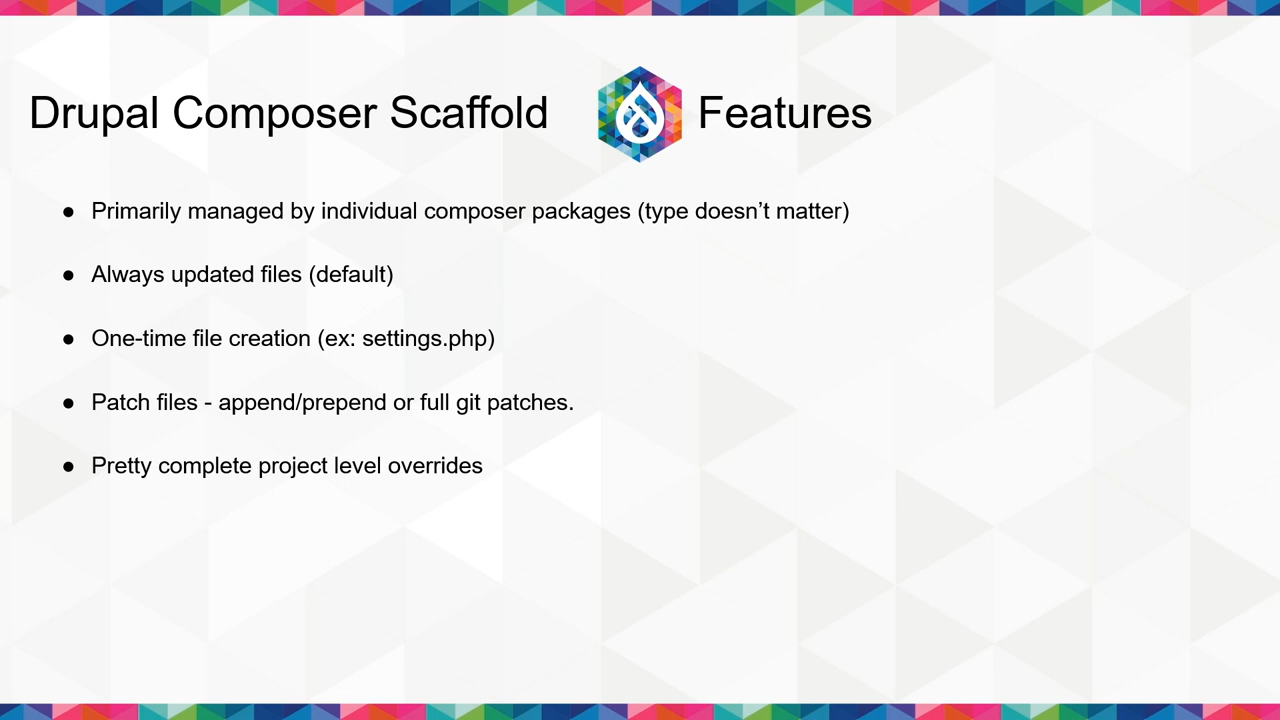 Drupal Composer Scaffold Features
● Primarily managed by individual composer packages (type doesn’t matter)
● Always updated files (default)
● One-time file creation (ex: settings.php)
● Patch files - append/prepend or full git patches.
● Pretty complete project level overrides